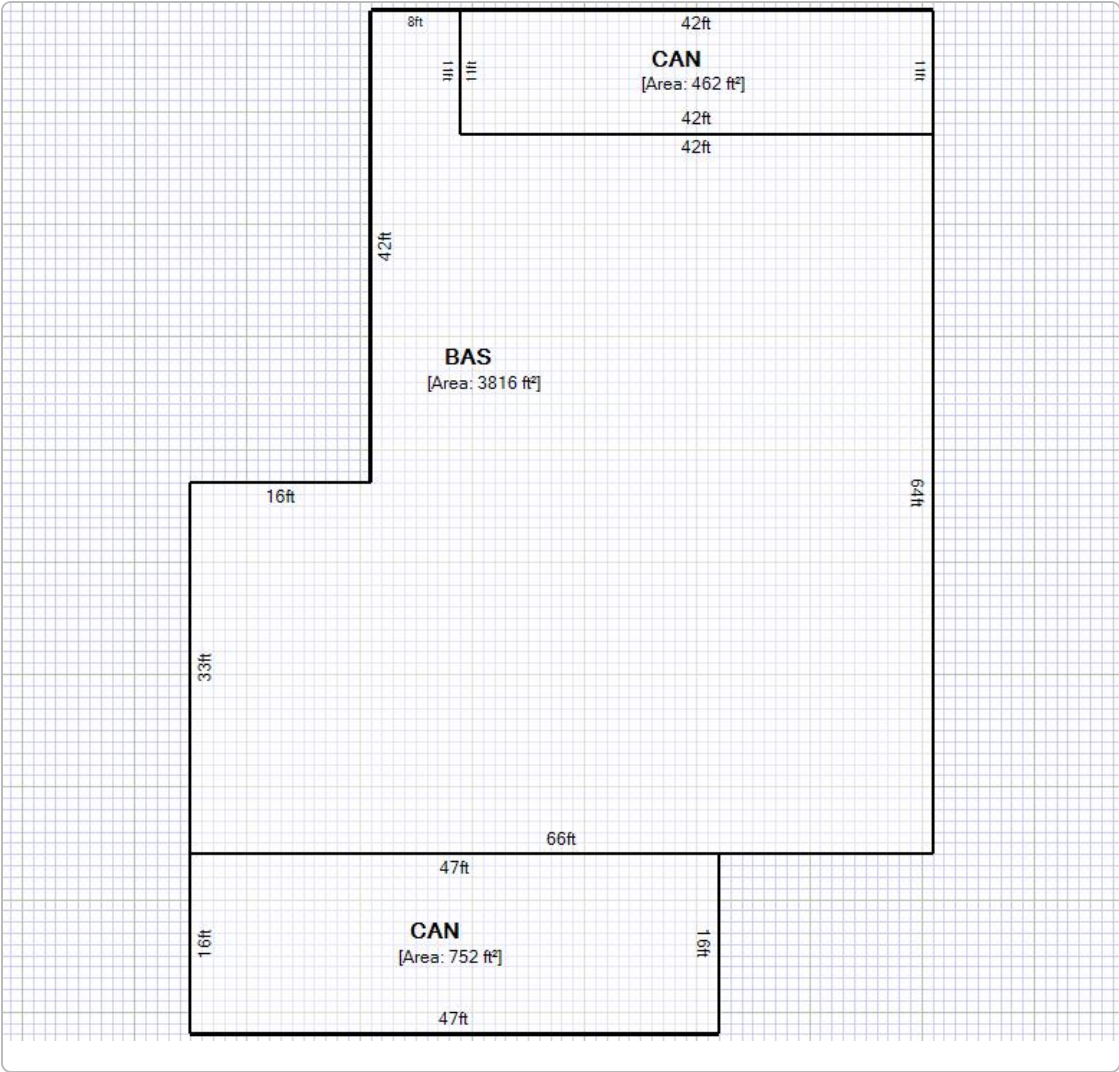 8ft
42ft
11ft
11ft
CAN
[Area: 462 ft²]
11ft
42ft
42ft
42ft
BAS
[Area: 3816 ft²]
16ft
64ft
33ft
66ft
47ft
16ft
CAN
[Area: 752 ft²]
16ft
47ft